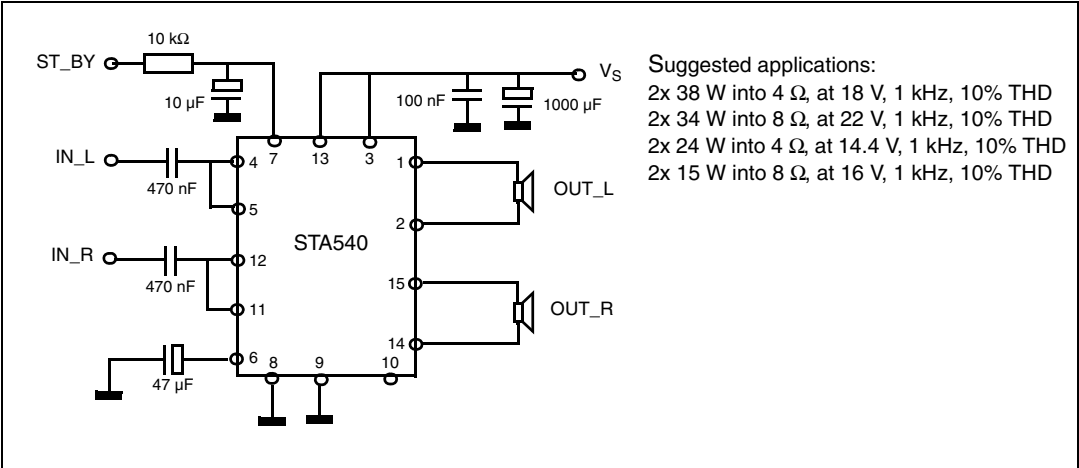 10 kΩ
ST_BY
10 µF
100 nF
1000 µF
V_S
Suggested applications:
2x 38 W into 4 Ω, at 18 V, 1 kHz, 10% THD
2x 34 W into 8 Ω, at 22 V, 1 kHz, 10% THD
2x 24 W into 4 Ω, at 14.4 V, 1 kHz, 10% THD
2x 15 W into 8 Ω, at 16 V, 1 kHz, 10% THD
IN_L
470 nF
4
7
13
3
1
5
2
OUT_L
STA540
IN_R
470 nF
12
11
15
14
OUT_R
47 µF
6
8
9
10